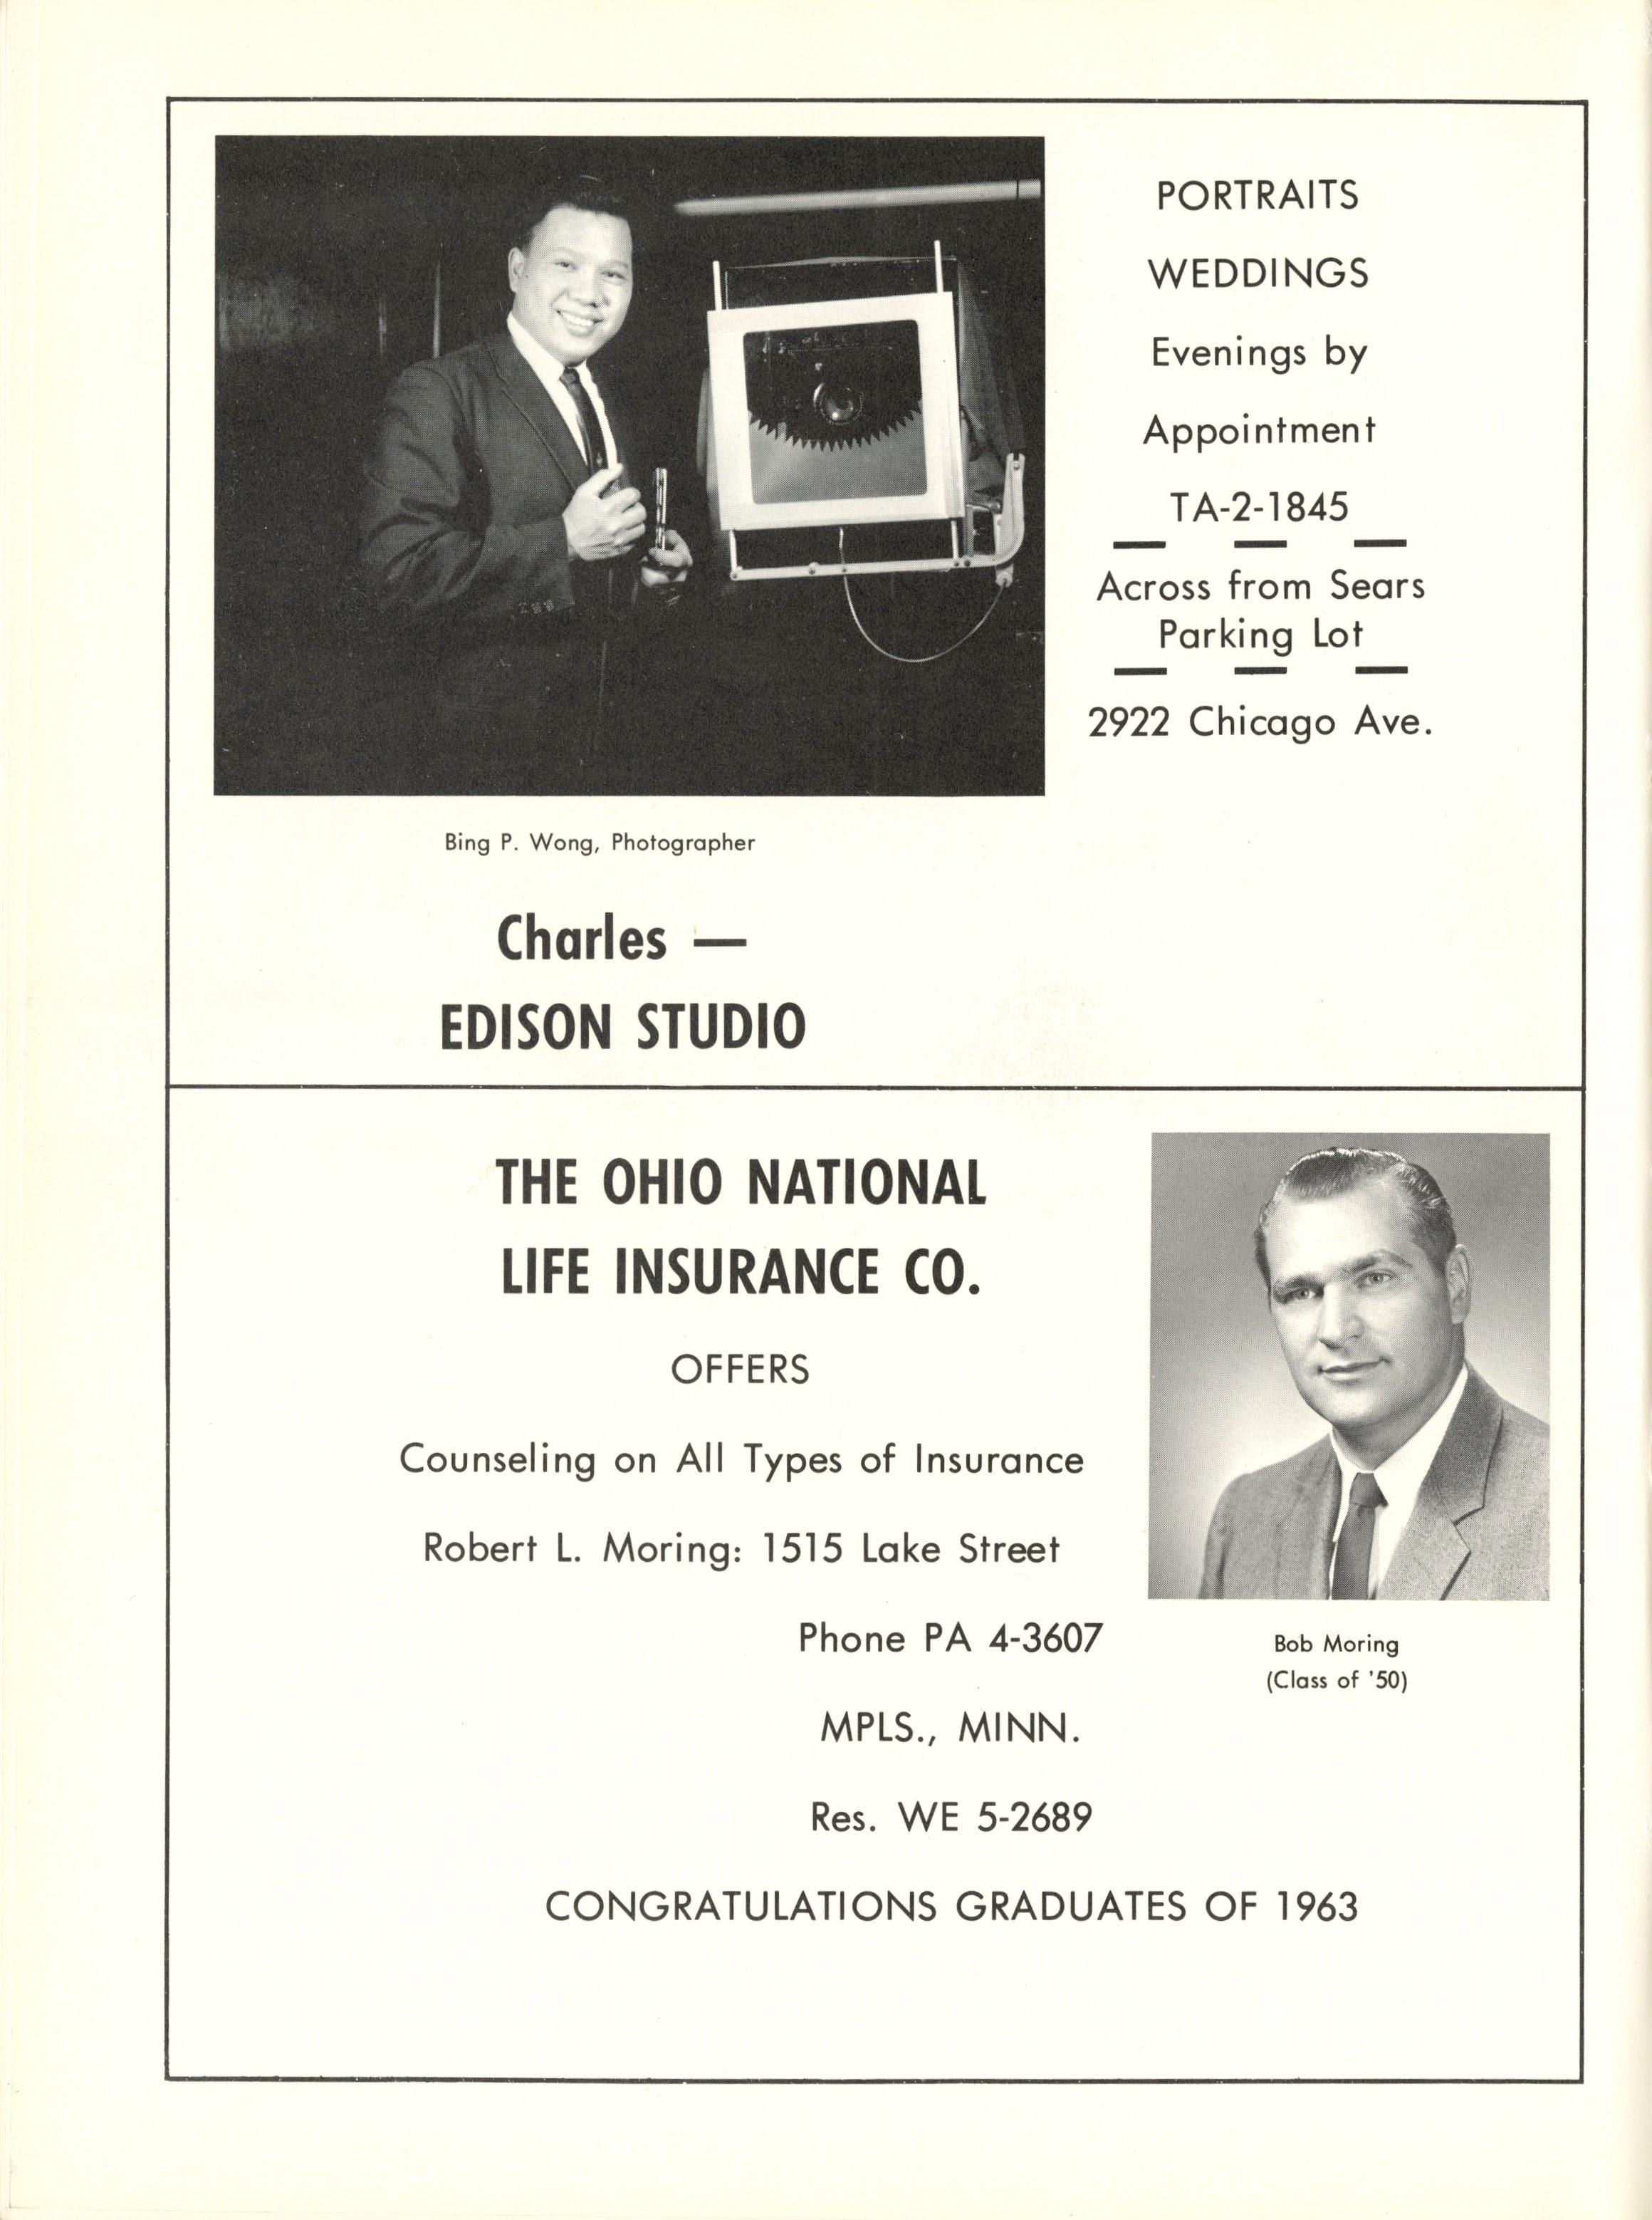 PORTRAITS
WEDDINGS
Evenings by
Appointment
TA-2-1845
Across from Sears
Parking Lot
2922 Chicago Ave.
Bing P. Wong, Photographer
Charles —
EDISON STUDIO
THE OHIO NATIONAL
LIFE INSURANCE CO.
OFFERS
Counseling on All Types of Insurance
Robert L. Moring: 1515 Lake Street
Phone PA 4-3607
MPLS., MINN.
Res. WE 5-2689
Bob Moring
(Class of '50)
CONGRATULATIONS GRADUATES OF 1963